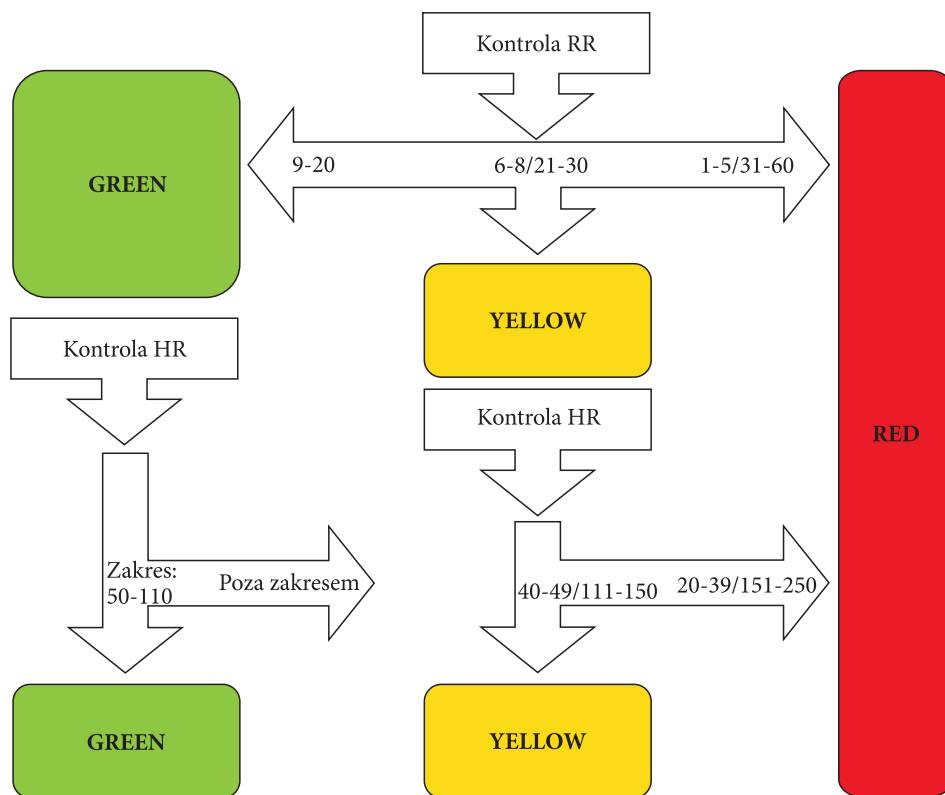 Kontrola RR
GREEN
9-20
6-8/21-30
1-5/31-60
YELLOW
Kontrola HR
Kontrola HR
RED
Zakres:
50-110
Poza zakresem
40-49/111-150
20-39/151-250
GREEN
YELLOW